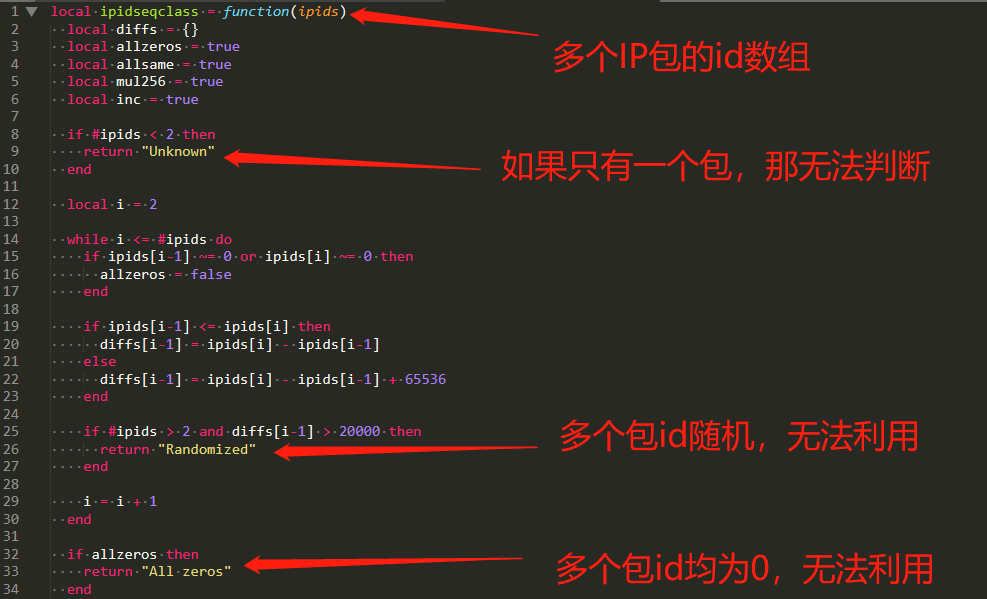 1 ▼ local ipidseqclass = function(ipids)
多个IP包的id数组
2 local diffs = {}
3 local allzeros = true
4 local allsame = true
5 local mul256 = true
6 local inc = true
7
8 if #ipids < 2 then
9 return "Unknown"
如果只有一个包，那无法判断
10 end
11
12 local i = 2
13
14 while i <= #ipids do
15 if ipids[i-1] ~= 0 or ipids[i] ~= 0 then
16 allzeros = false
17 end
18
19 if ipids[i-1] <= ipids[i] then
20 diffs[i-1] = ipids[i] - ipids[i-1]
21 else
22 diffs[i-1] = ipids[i] - ipids[i-1] + 65536
23 end
24
25 if #ipids > 2 and diffs[i-1] > 20000 then
26 return "Randomized"
多个包id随机，无法利用
27 end
28
29 i = i + 1
30 end
31
32 if allzeros then
33 return "All zeros"
多个包id均为0，无法利用
34 end